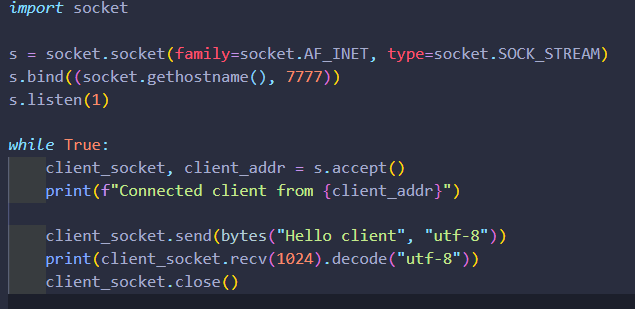 import socket

s = socket.socket(family=socket.AF_INET, type=socket.SOCK_STREAM)
s.bind((socket.gethostname(), 7777))
s.listen(1)

while True:
    client_socket, client_addr = s.accept()
    print(f"Connected client from {client_addr}")

    client_socket.send(bytes("Hello client", "utf-8"))
    print(client_socket.recv(1024).decode("utf-8"))
    client_socket.close()